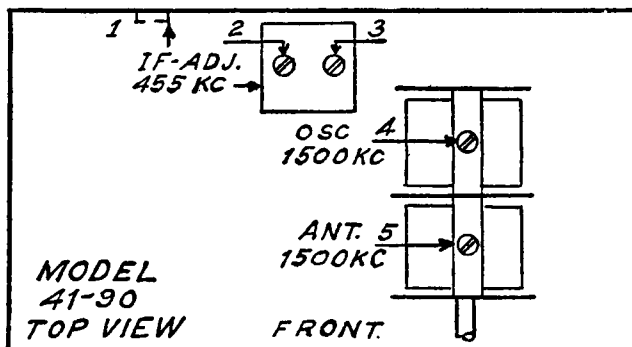 1 2 3
IF-ADJ.
455 KC
OSC 4
1500KC
ANT. 5
1500KC
MODEL
41-90
TOP VIEW FRONT.